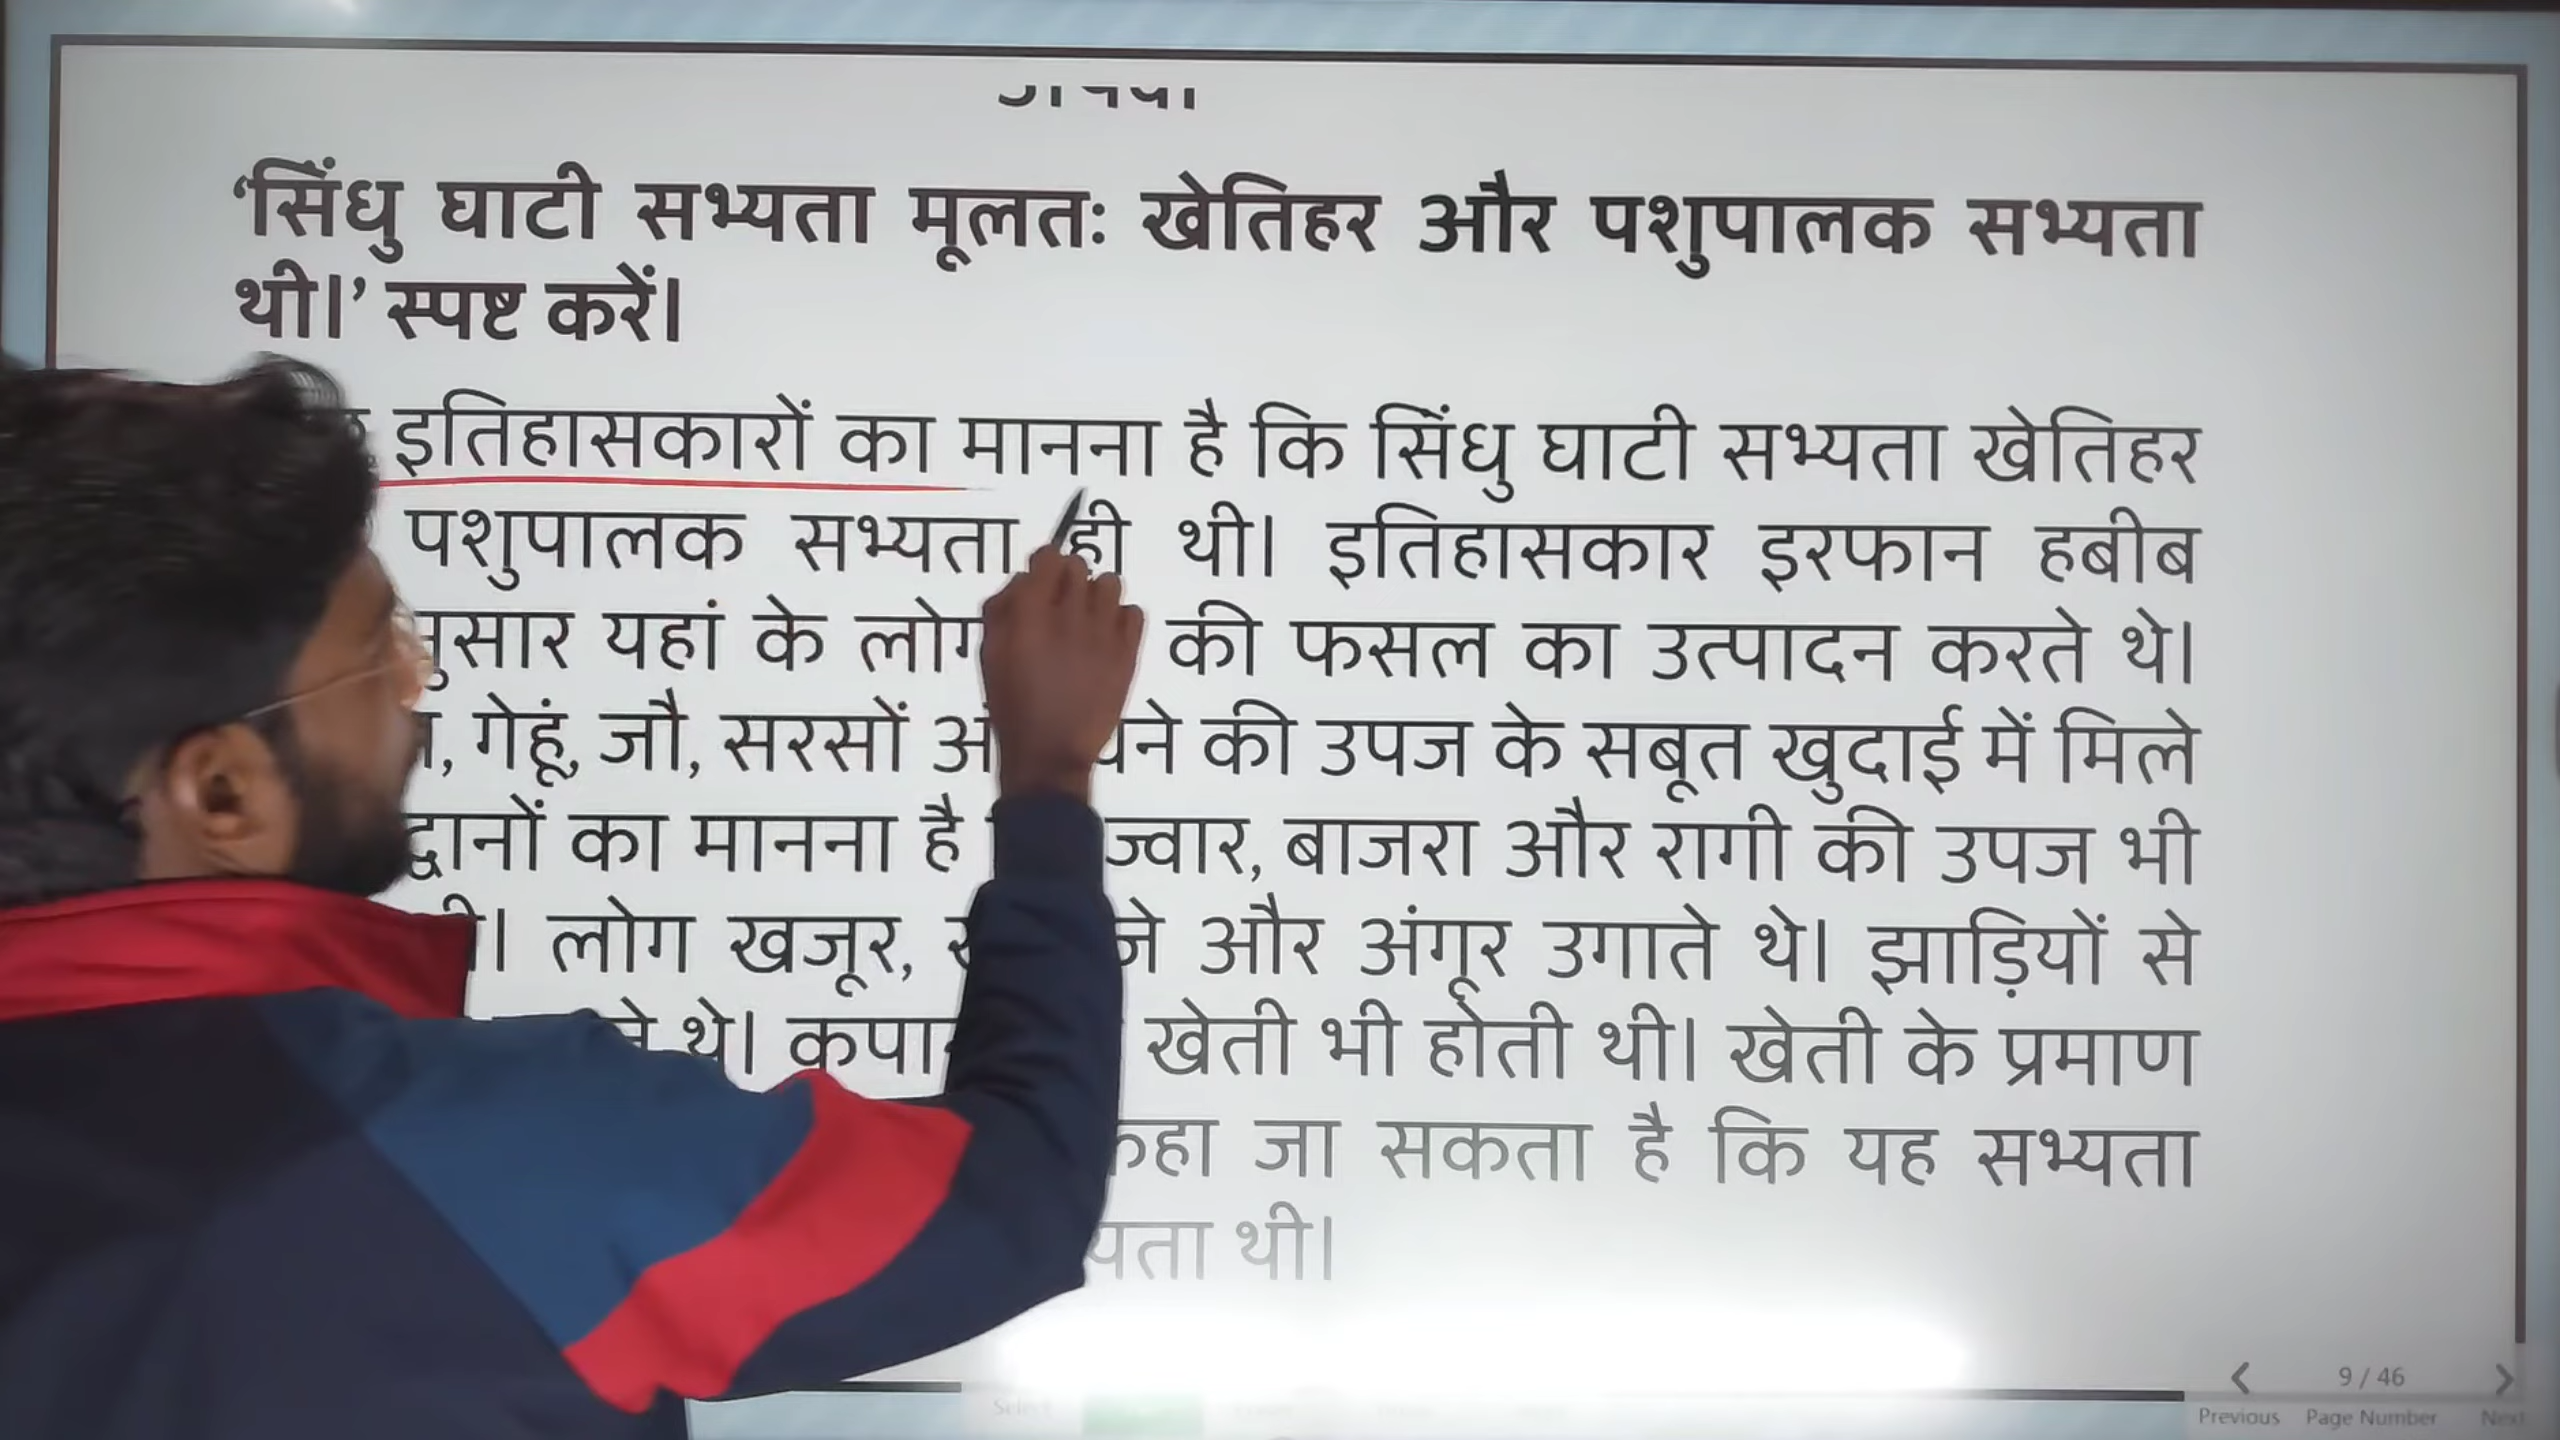 ‘सिंधु घाटी सभ्यता मूलतः खेतिहर और पशुपालक सभ्यता
थी।’ स्पष्ट करें।
इतिहासकारों का मानना है कि सिंधु घाटी सभ्यता खेतिहर
पशुपालक सभ्यता ही थी। इतिहासकार इरफान हबीब
यहां के लोग की फसल का उत्पादन करते थे।
गेहूं, जौ, सरसों की उपज के सबूत खुदाई में मिले
का मानना है ज्वार, बाजरा और रागी की उपज भी
लोग खजूर, और अंगूर उगाते थे। झाड़ियों से
थे। खेती भी होती थी। खेती के प्रमाण
कहा जा सकता है कि यह सभ्यता
थी।
9 / 46
Previous Page Number Next